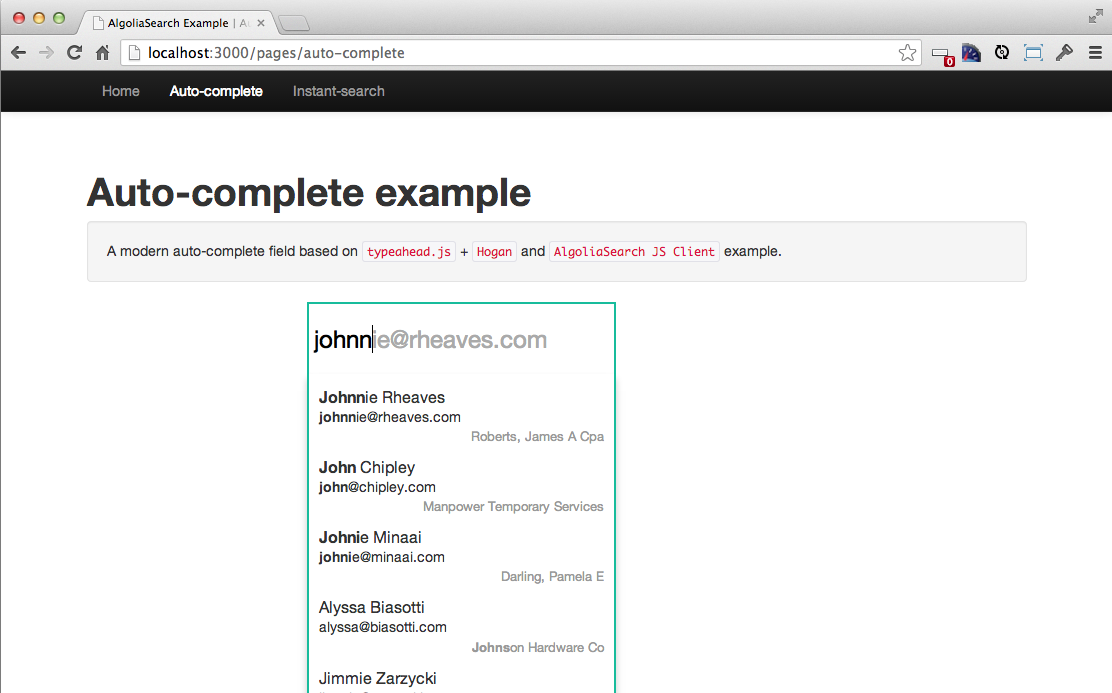 AlgoliaSearch Example | A
localhost:3000/pages/auto-complete
0
Home Auto-complete Instant-search
Auto-complete example
A modern auto-complete field based on typeahead.js + Hogan and AlgoliaSearch JS Client example.
johnnie@rheaves.com
Johnnie Rheaves
johnnie@rheaves.com
Roberts, James A Cpa
John Chipley
john@chipley.com
Manpower Temporary Services
Johnie Minaai
johnie@minaai.com
Darling, Pamela E
Alyssa Biasotti
alyssa@biasotti.com
Johnson Hardware Co
Jimmie Zarzycki